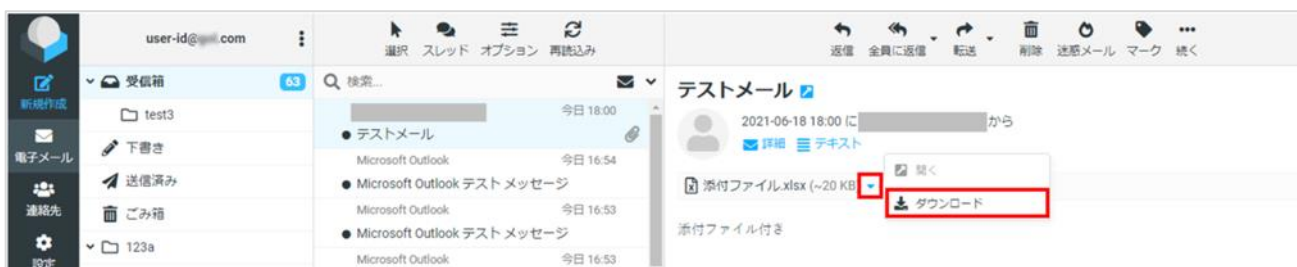 user-id@ .com
選択 スレッド オプション 再読込み
返信 全員に返信 転送 削除 迷惑メール マーク 続く
新規作成
電子メール
連絡先
設定
受信箱 63
test3
下書き
送信済み
ごみ箱
123a
検索...
今日 18:00
テストメール
Microsoft Outlook 今日 16:54
Microsoft Outlook テスト メッセージ
Microsoft Outlook 今日 16:53
Microsoft Outlook テスト メッセージ
Microsoft Outlook 今日 16:53
テストメール
2021-06-18 18:00 に から
詳細 テキスト
添付ファイル.xlsx (~20 KB)
開く
ダウンロード
添付ファイル付き